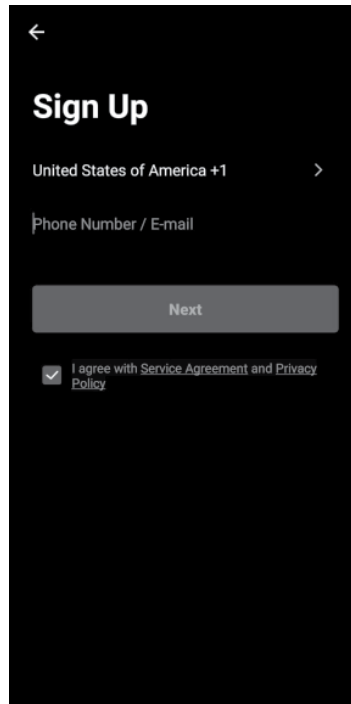 Sign Up
United States of America +1
Phone Number / E-mail
Next
I agree with Service Agreement and Privacy
Policy